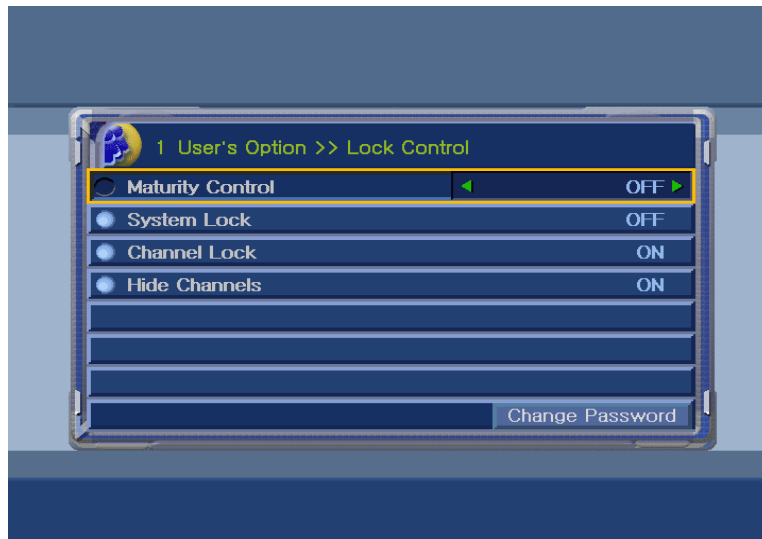 1 User's Option >> Lock Control
Maturity Control OFF
System Lock OFF
Channel Lock ON
Hide Channels ON
Change Password